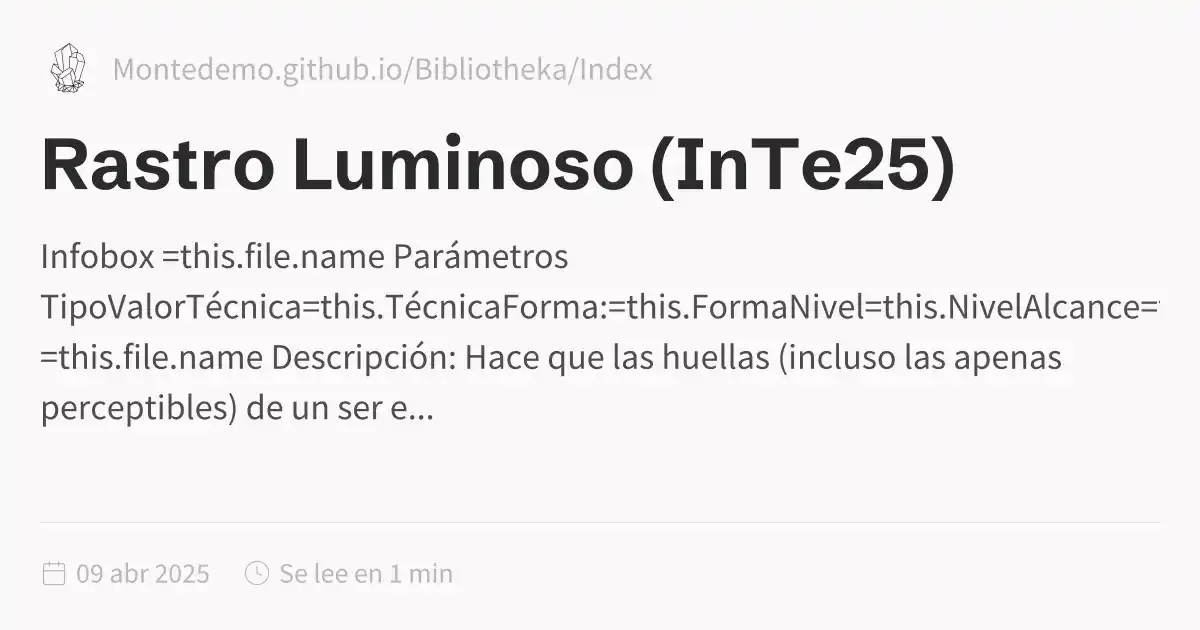 Montedemo.github.io/Bibliotheka/Index
Rastro Luminoso (InTe25)
Infobox =this.file.name Parámetros
TipoValorTécnica=this.TécnicaForma:=this.FormaNivel=this.NivelAlcance=
=this.file.name Descripción: Hace que las huellas (incluso las apenas
perceptibles) de un ser e...
09 abr 2025
Se lee en 1 min